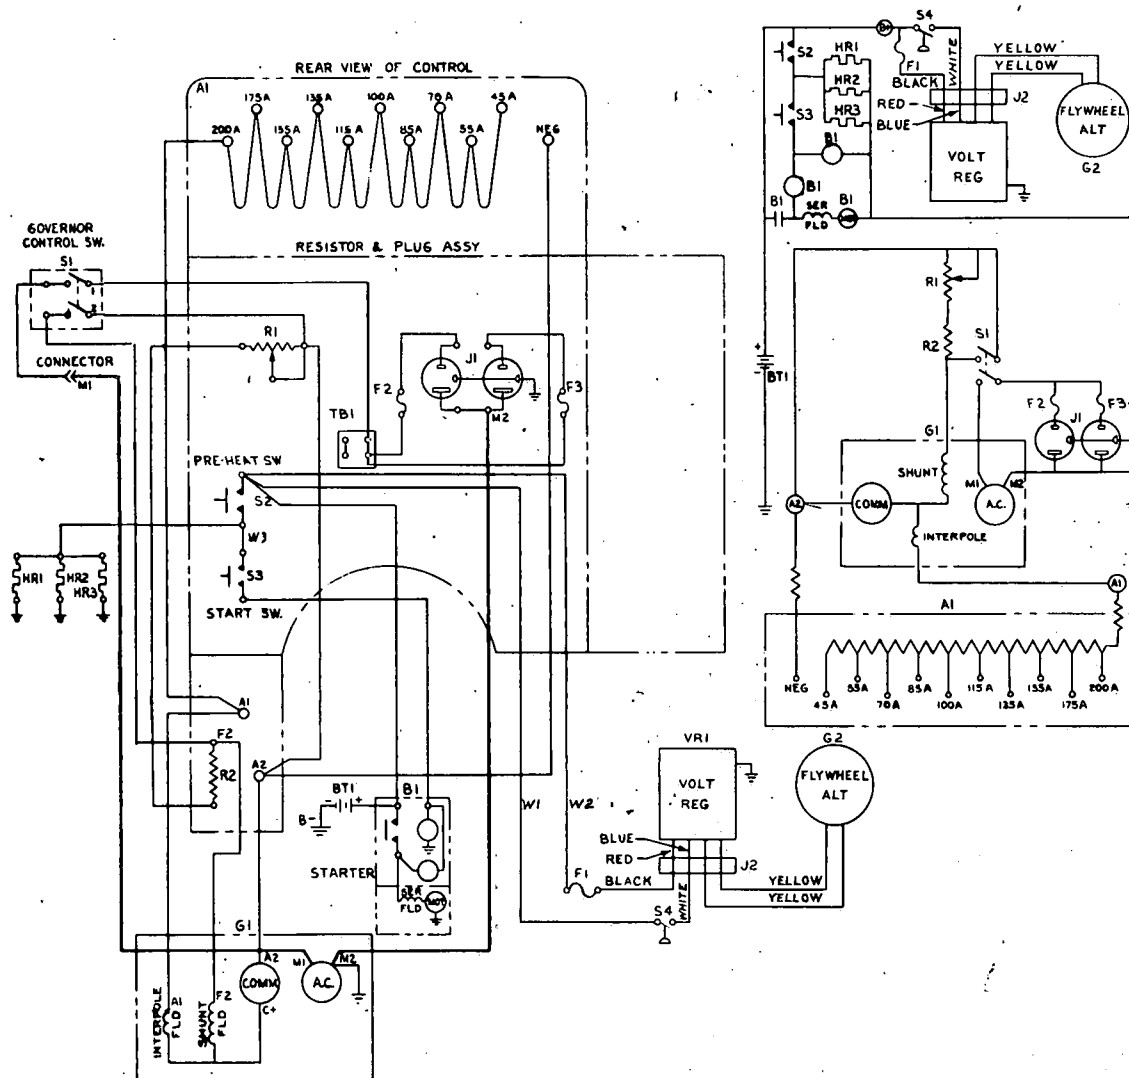 REAR VIEW OF CONTROL
A1
175A 135A 100A 70A 45A
200A 155A 115A 85A 55A NEG
RESISTOR & PLUG ASSY
GOVERNOR
CONTROL SW.
S1
1
2
CONNECTOR
M1
R1
J1
F2
F3
M2
TB1
PRE-HEAT SW
S2
W3
S3
START SW.
HR1
HR2
HR3
A1
F2
R2
A2
BT1
- +
B1
B-
STARTER
SER
FLD
MOT
W1
W2
G1
A2
M1
M2
COMM
A.C.
C+
INTERPOLE
FLD
A1
SHUNT
FLD
F2
VR1
VOLT
REG
G2
FLYWHEEL
ALT
BLUE
RED
J2
F1
BLACK
WHITE
YELLOW
YELLOW
S4
B+
S4
S2
HR1
HR2
HR3
S3
F1
BLACK
WHITE
YELLOW
YELLOW
RED
BLUE
J2
FLYWHEEL
ALT
G2
VOLT
REG
B1
B1
B1
SER
FLD
B1
+
-
BT1
R1
R2
S1
F2
F3
J1
G1
SHUNT
M1
M2
A2
COMM
A.C.
INTERPOLE
A1
A1
NEG 55A 85A 115A 155A 200A
45A 70A 100A 135A 175A